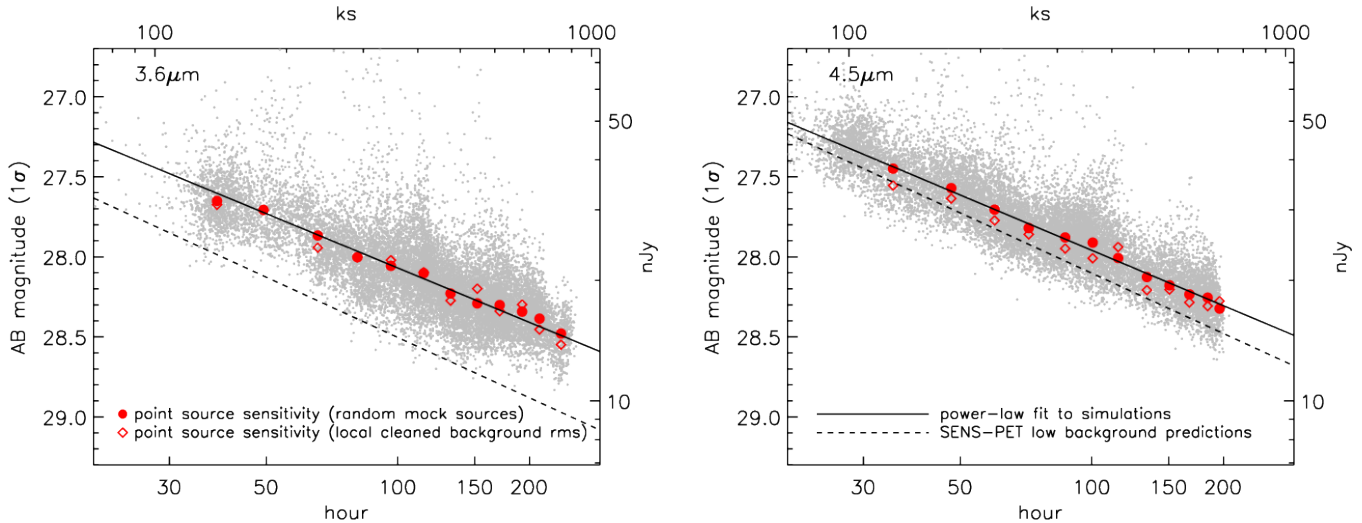 ks
100
1000
3.6μm
27.0
27.5
28.0
28.5
29.0
AB magnitude (1σ)
50
10
nJy
● point source sensitivity (random mock sources)
◇ point source sensitivity (local cleaned background rms)
30
50
100
150
200
hour
ks
100
1000
4.5μm
27.0
27.5
28.0
28.5
29.0
AB magnitude (1σ)
50
10
nJy
power-law fit to simulations
SENS-PET low background predictions
30
50
100
150
200
hour